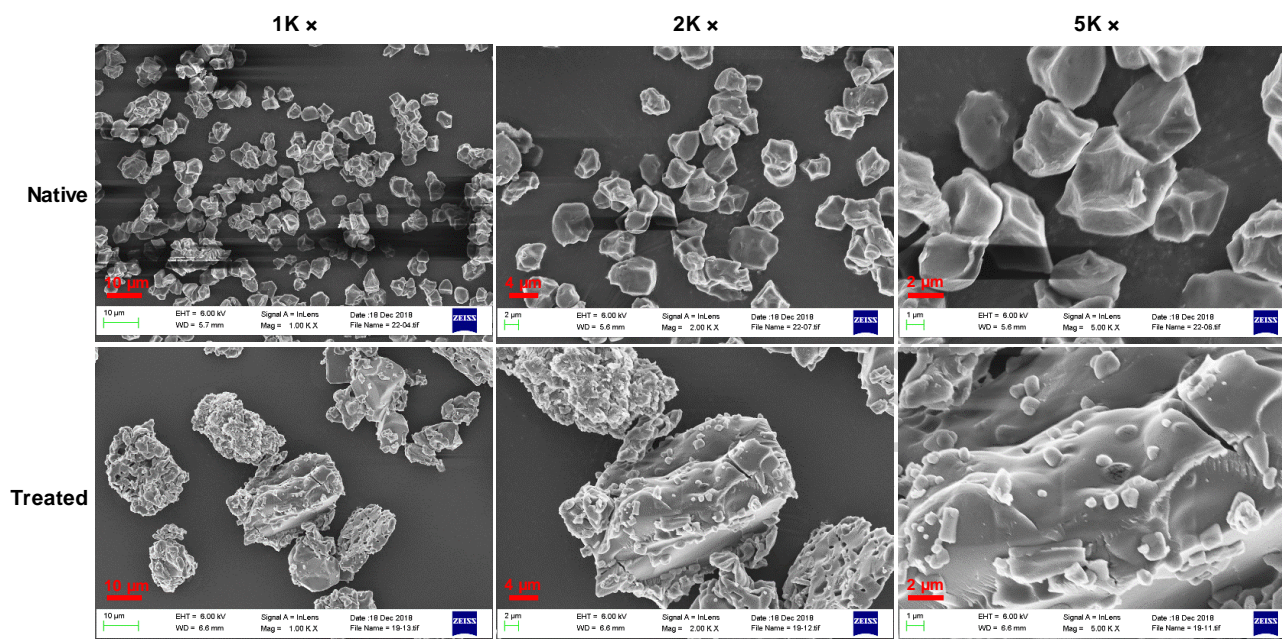 1K × 2K × 5K ×
Native
10 µm 4 µm 2 µm
10 µm EHT = 6.00 kV Signal A = InLens Date :18 Dec 2018 ZEISS
WD = 5.7 mm Mag = 1.00 K X File Name = 22-04.tif
2 µm EHT = 6.00 kV Signal A = InLens Date :18 Dec 2018 ZEISS
WD = 5.6 mm Mag = 2.00 K X File Name = 22-07.tif
1 µm EHT = 6.00 kV Signal A = InLens Date :18 Dec 2018 ZEISS
WD = 5.6 mm Mag = 5.00 K X File Name = 22-06.tif
Treated
10 µm 4 µm 2 µm
10 µm EHT = 6.00 kV Signal A = InLens Date :18 Dec 2018 ZEISS
WD = 6.6 mm Mag = 1.00 K X File Name = 19-13.tif
2 µm EHT = 6.00 kV Signal A = InLens Date :18 Dec 2018 ZEISS
WD = 6.6 mm Mag = 2.00 K X File Name = 19-12.tif
1 µm EHT = 6.00 kV Signal A = InLens Date :18 Dec 2018 ZEISS
WD = 6.6 mm Mag = 5.00 K X File Name = 19-11.tif